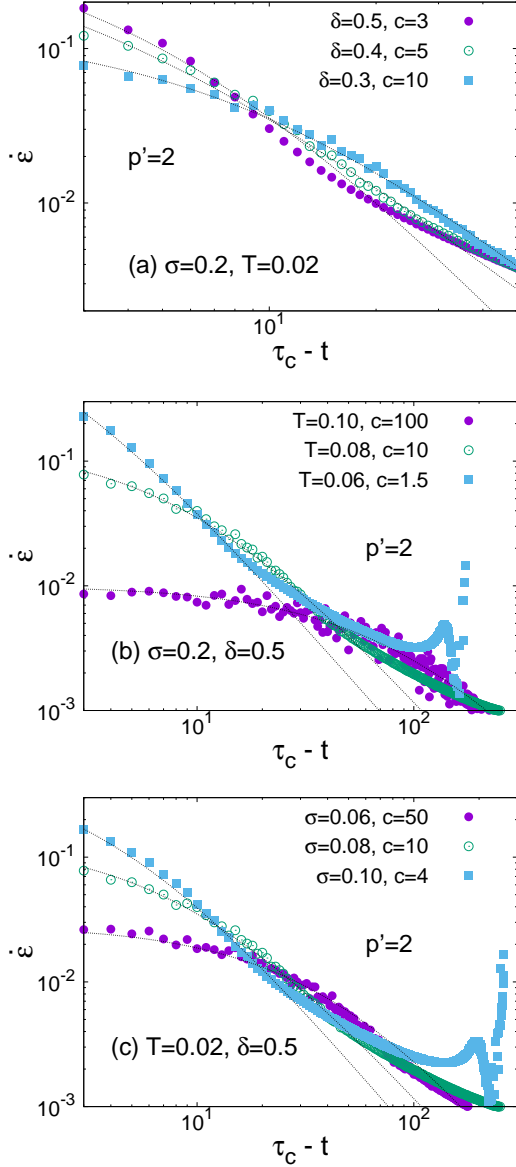 δ=0.5, c=3
δ=0.4, c=5
δ=0.3, c=10
10⁻¹
10⁻²
ε̇
p'=2
(a) σ=0.2, T=0.02
10¹
τc - t
T=0.10, c=100
T=0.08, c=10
T=0.06, c=1.5
10⁻¹
10⁻²
10⁻³
ε̇
p'=2
(b) σ=0.2, δ=0.5
10¹
10²
τc - t
σ=0.06, c=50
σ=0.08, c=10
σ=0.10, c=4
10⁻¹
10⁻²
10⁻³
ε̇
p'=2
(c) T=0.02, δ=0.5
10¹
10²
τc - t